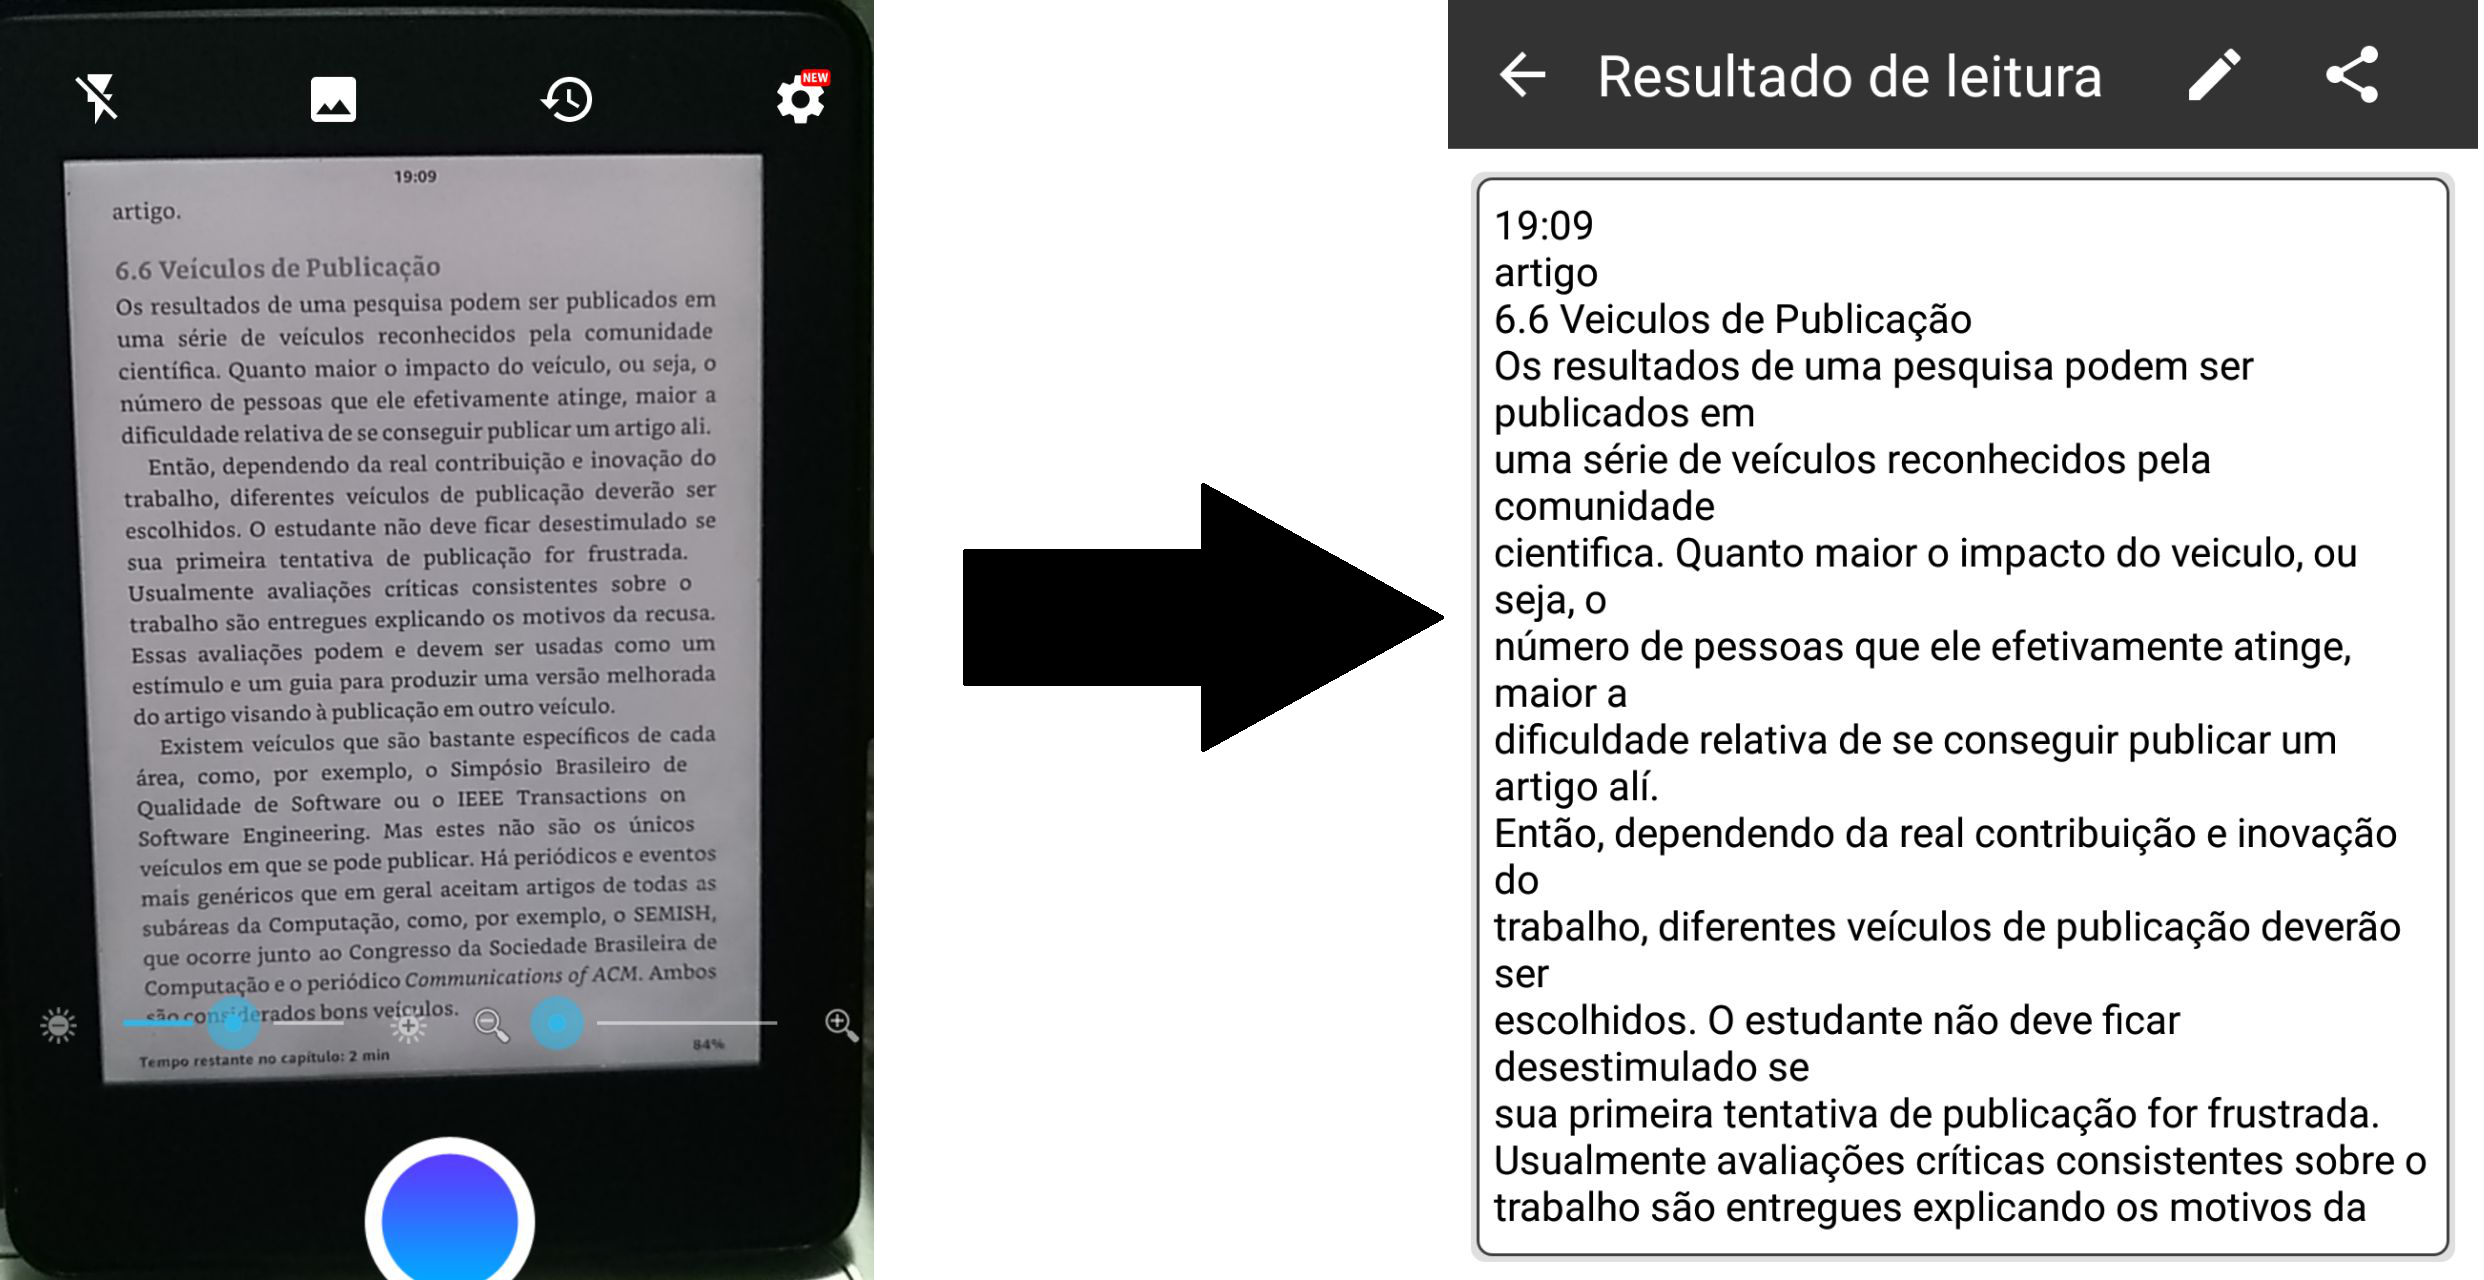 NEW
19:09
artigo.
6.6 Veículos de Publicação
Os resultados de uma pesquisa podem ser publicados em
uma série de veículos reconhecidos pela comunidade
científica. Quanto maior o impacto do veículo, ou seja, o
número de pessoas que ele efetivamente atinge, maior a
dificuldade relativa de se conseguir publicar um artigo ali.
Então, dependendo da real contribuição e inovação do
trabalho, diferentes veículos de publicação deverão ser
escolhidos. O estudante não deve ficar desestimulado se
sua primeira tentativa de publicação for frustrada.
Usualmente avaliações críticas consistentes sobre o
trabalho são entregues explicando os motivos da recusa.
Essas avaliações podem e devem ser usadas como um
estímulo e um guia para produzir uma versão melhorada
do artigo visando à publicação em outro veículo.
Existem veículos que são bastante específicos de cada
área, como, por exemplo, o Simpósio Brasileiro de
Qualidade de Software ou o IEEE Transactions on
Software Engineering. Mas estes não são os únicos
veículos em que se pode publicar. Há periódicos e eventos
mais genéricos que em geral aceitam artigos de todas as
subáreas da Computação, como, por exemplo, o SEMISH,
que ocorre junto ao Congresso da Sociedade Brasileira de
Computação e o periódico Communications of ACM. Ambos
são considerados bons veículos.
Tempo restante no capítulo: 2 min
84%
Resultado de leitura
19:09
artigo
6.6 Veiculos de Publicação
Os resultados de uma pesquisa podem ser
publicados em
uma série de veículos reconhecidos pela
comunidade
cientifica. Quanto maior o impacto do veiculo, ou
seja, o
número de pessoas que ele efetivamente atinge,
maior a
dificuldade relativa de se conseguir publicar um
artigo alí.
Então, dependendo da real contribuição e inovação
do
trabalho, diferentes veículos de publicação deverão
ser
escolhidos. O estudante não deve ficar
desestimulado se
sua primeira tentativa de publicação for frustrada.
Usualmente avaliações críticas consistentes sobre o
trabalho são entregues explicando os motivos da